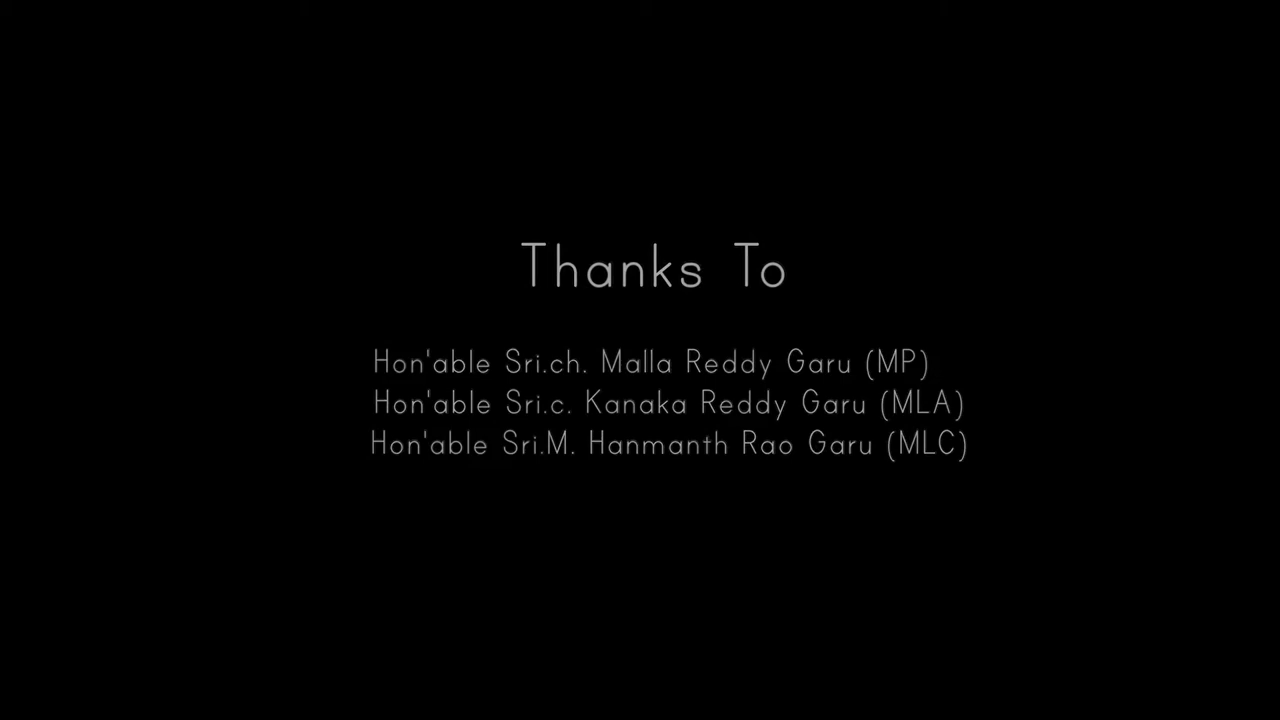 Thanks To
Hon'able Sri.ch. Malla Reddy Garu (MP)
Hon'able Sri.c. Kanaka Reddy Garu (MLA)
Hon'able Sri.M. Hanmanth Rao Garu (MLC)